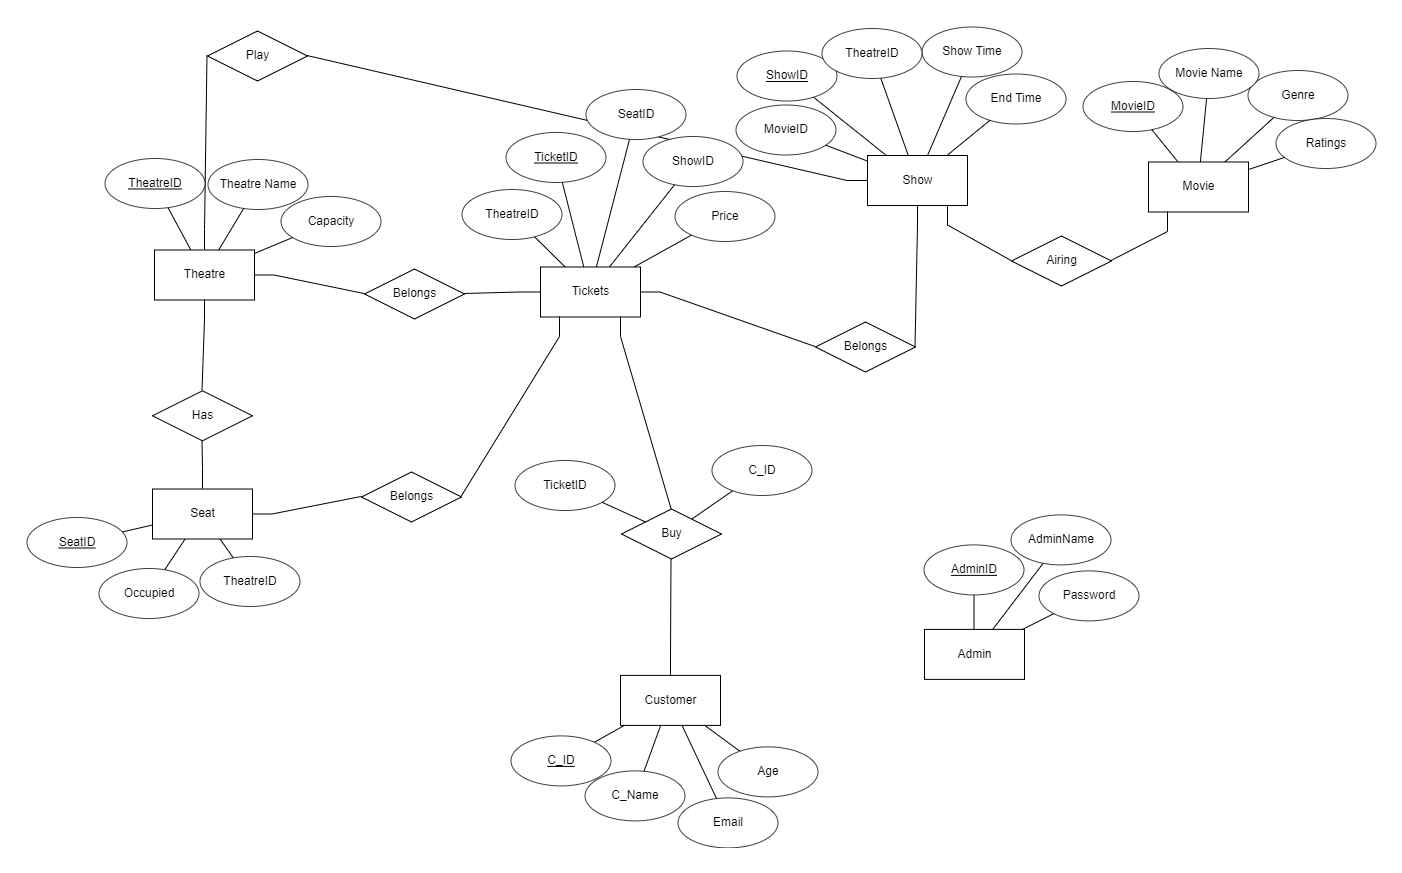 Play
ShowID
TheatreID
Show Time
End Time
MovieID
MovieID
Movie Name
Genre
Ratings
SeatID
TicketID
ShowID
TheatreID
Price
TheatreID
Theatre Name
Capacity
Show
Movie
Theatre
Belongs
Tickets
Airing
Belongs
Has
Belongs
Seat
SeatID
Occupied
TheatreID
TicketID
C_ID
Buy
AdminID
AdminName
Password
Admin
Customer
C_ID
C_Name
Email
Age